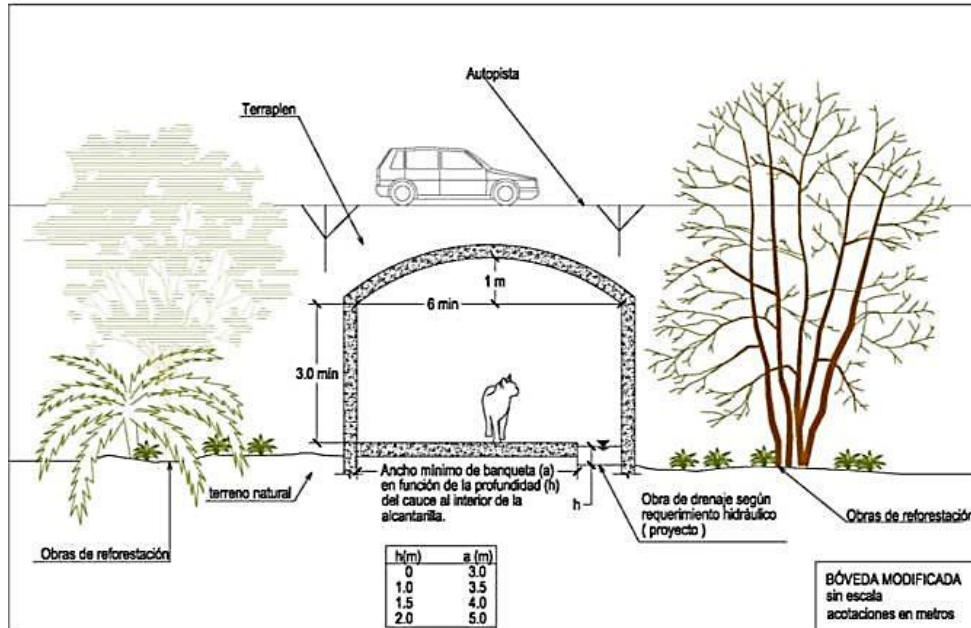 Autopista
Terraplen
1 m
6 min
3.0 mín
Ancho mínimo de banqueta (a)
en función de la profundidad (h)
del cauce al interior de la
alcantarilla.
h
terreno natural
Obra de drenaje según
requerimiento hidráulico
( proyecto )
Obras de reforestación
Obras de reforestación
h(m) a (m)
0 3.0
1.0 3.5
1.5 4.0
2.0 5.0
BÓVEDA MODIFICADA
sin escala
acotaciones en metros